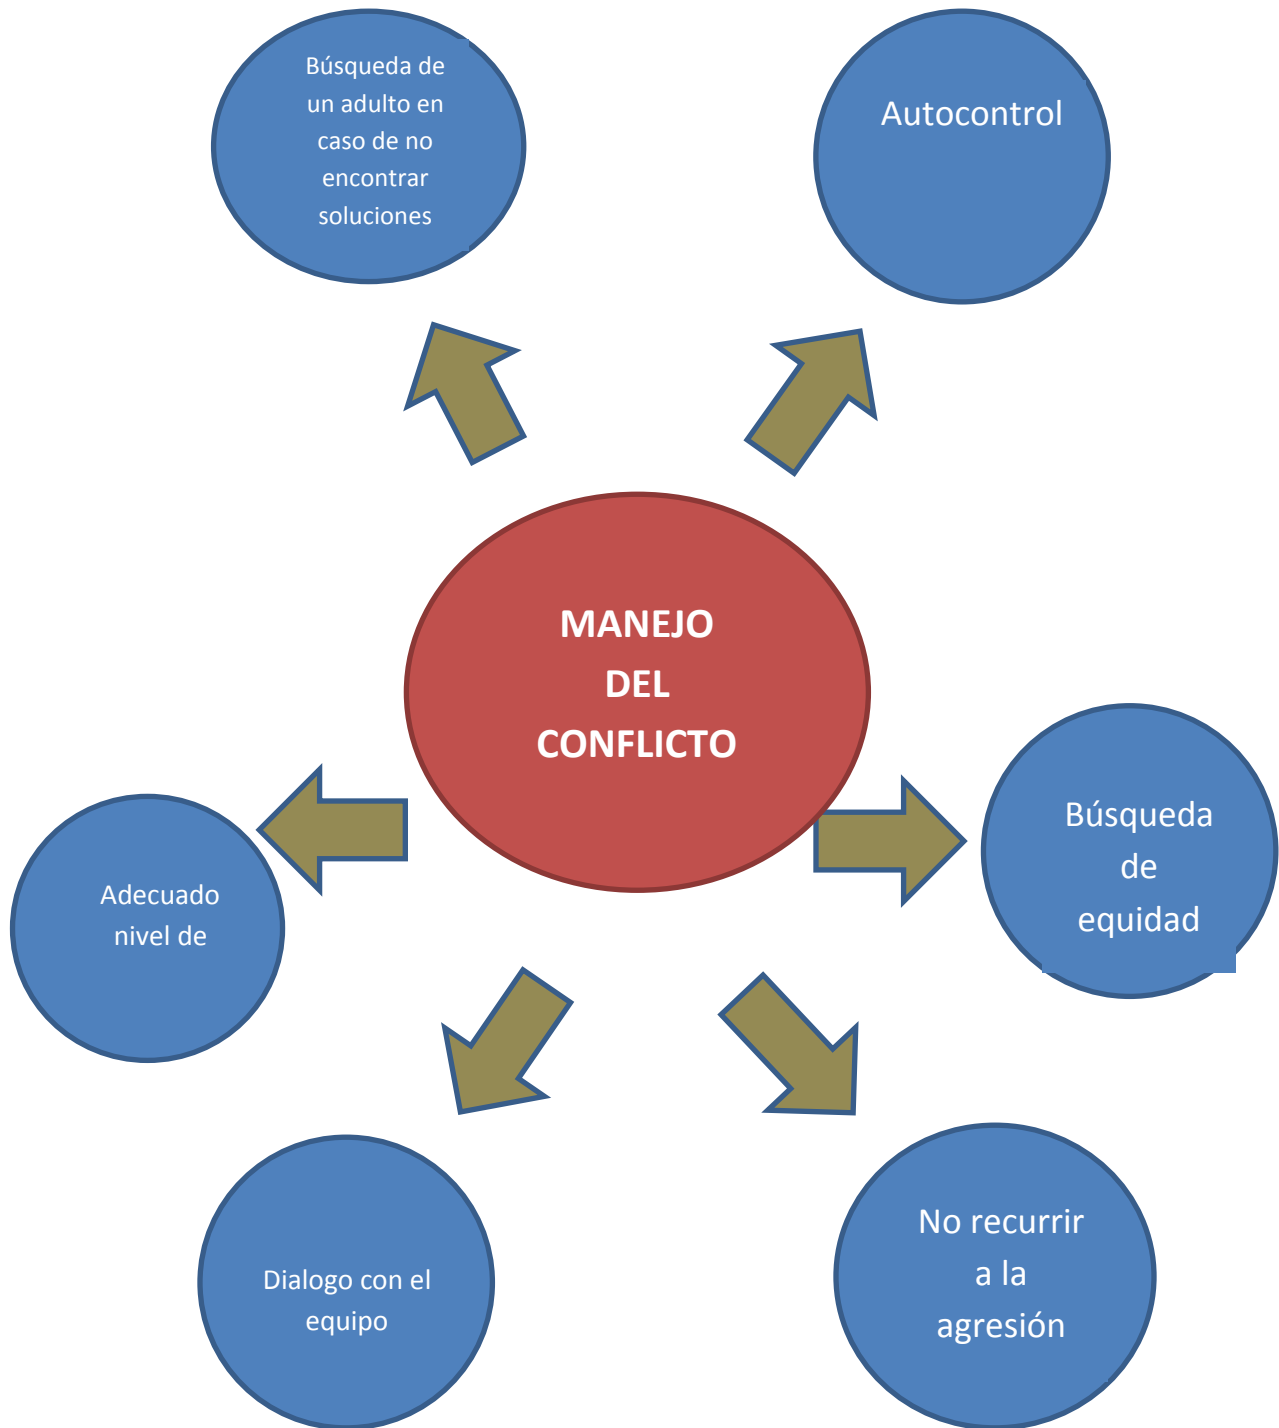 Búsqueda de
un adulto en
caso de no
encontrar
soluciones
Autocontrol
MANEJO
DEL
CONFLICTO
Búsqueda
de
equidad
Adecuado
nivel de
No recurrir
a la
agresión
Dialogo con el
equipo